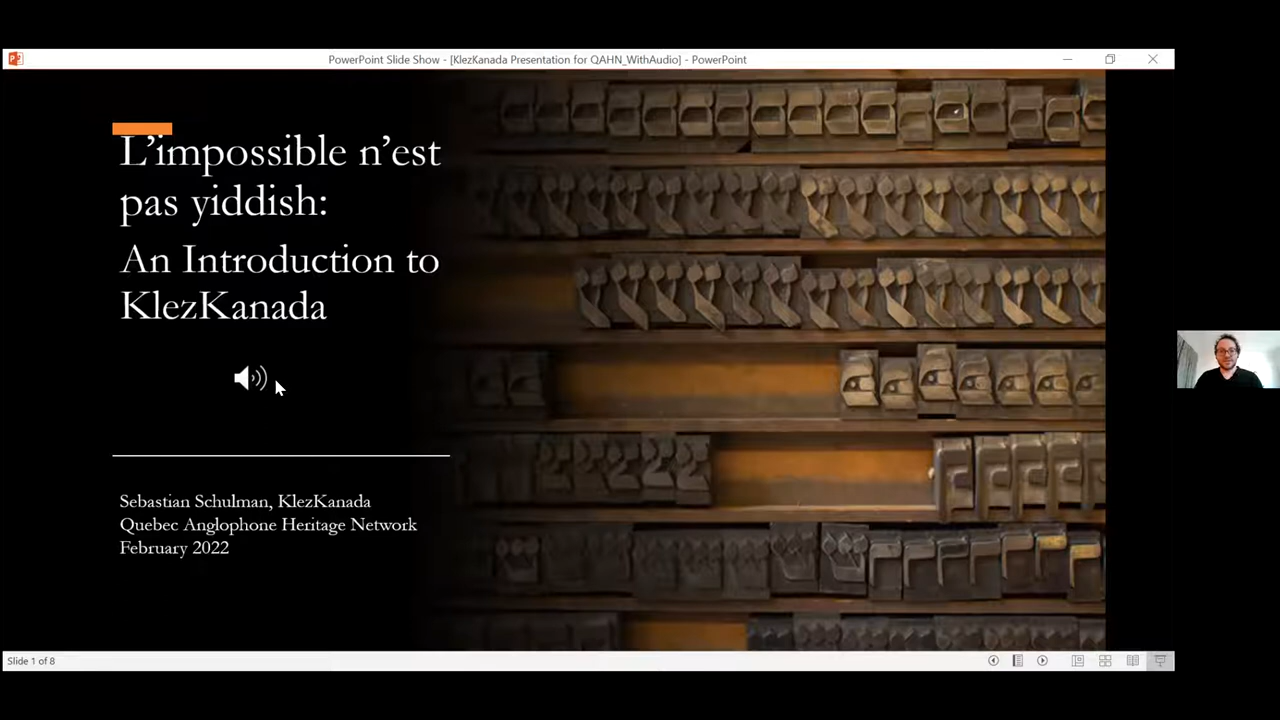 PowerPoint Slide Show - [KlezKanada Presentation for QAHN_WithAudio] - PowerPoint
L'impossible n'est
pas yiddish:
An Introduction to
KlezKanada
Sebastian Schulman, KlezKanada
Quebec Anglophone Heritage Network
February 2022
Slide 1 of 8